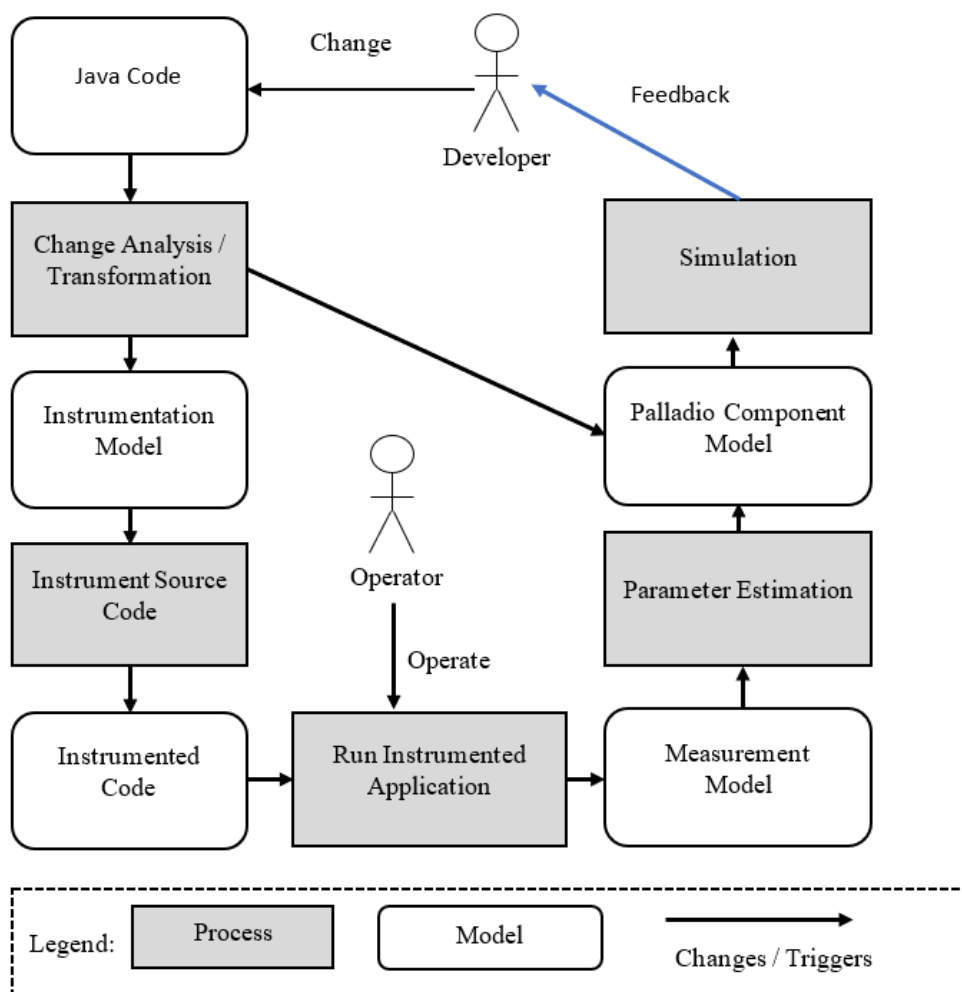 Java Code
Change
Developer
Feedback
Change Analysis /
Transformation
Simulation
Instrumentation
Model
Palladio Component
Model
Operator
Instrument Source
Code
Parameter Estimation
Operate
Instrumented
Code
Run Instrumented
Application
Measurement
Model
Legend:
Process
Model
Changes / Triggers